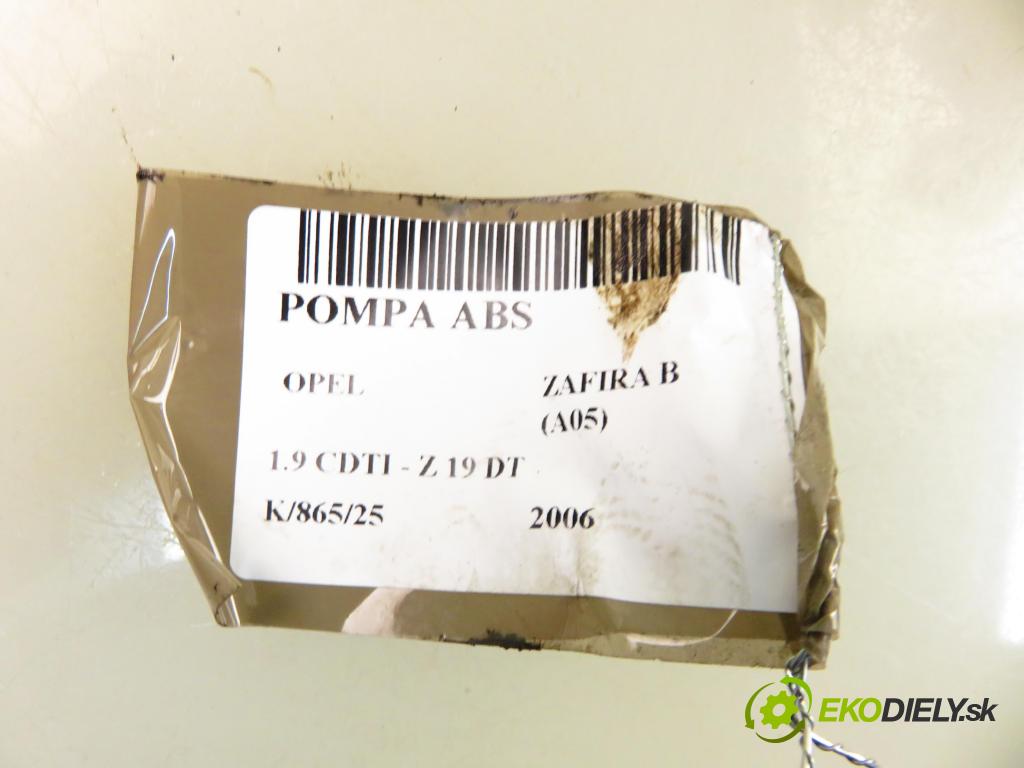 POMPA ABS
OPEL ZAFIRA B
(A05)
1.9 CDTI - Z 19 DT
K/865/25 2006
EKODIELY.sk